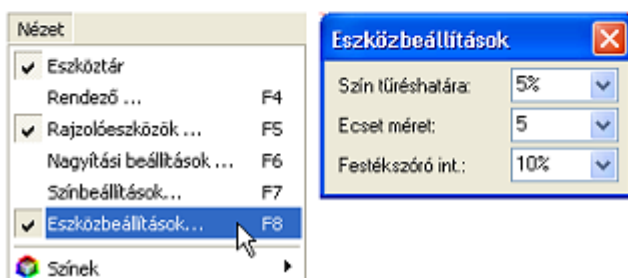 Nézet
Eszköztár
Rendező ... F4
Rajzolóeszközök ... F5
Nagyítási beállítások ... F6
Színbeállítások... F7
Eszközbeállítások... F8
Színek
Eszközbeállítások
Szín tűréshatára: 5%
Ecset méret: 5
Festékszóró int.: 10%